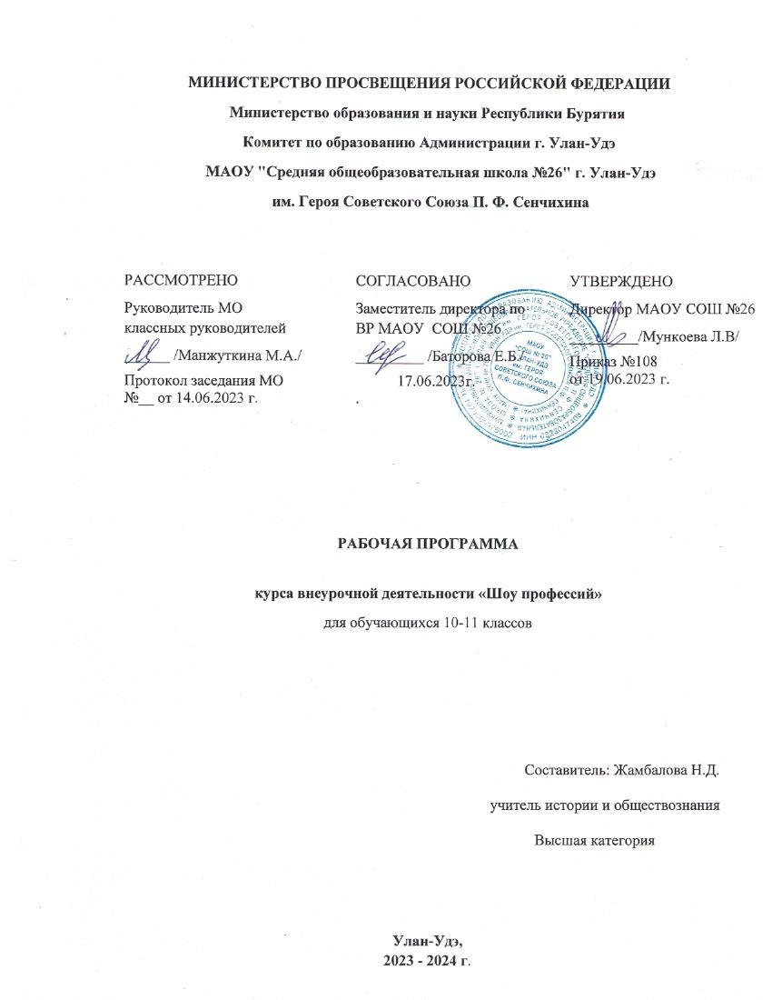 МИНИСТЕРСТВО ПРОСВЕЩЕНИЯ РОССИЙСКОЙ ФЕДЕРАЦИИ
Министерство образования и науки Республики Бурятия
Комитет по образованию Администрации г. Улан-Удэ
МАОУ "Средняя общеобразовательная школа №26" г. Улан-Удэ
им. Героя Советского Союза П. Ф. Сенчихина
РАССМОТРЕНО
Руководитель МО
классных руководителей
/Манжуткина М.А./
Протокол заседания МО
№__ от 14.06.2023 г.
СОГЛАСОВАНО
Заместитель директора по
ВР МАОУ СОШ №26
/Баторова Е.Б./
17.06.2023г.
УТВЕРЖДЕНО
Директор МАОУ СОШ №26
/Мункоева Л.В/
Приказ №108
от 19.06.2023 г.
МАОУ
"СОШ № 26"
Г. УЛАН-УДЭ
им. ГЕРОЯ
СОВЕТСКОГО СОЮЗА
П.Ф. СЕНЧИХИНА
РАБОЧАЯ ПРОГРАММА
курса внеурочной деятельности «Шоу профессий»
для обучающихся 10-11 классов
Составитель: Жамбалова Н.Д.
учитель истории и обществознания
Высшая категория
Улан-Удэ,
2023 - 2024 г.